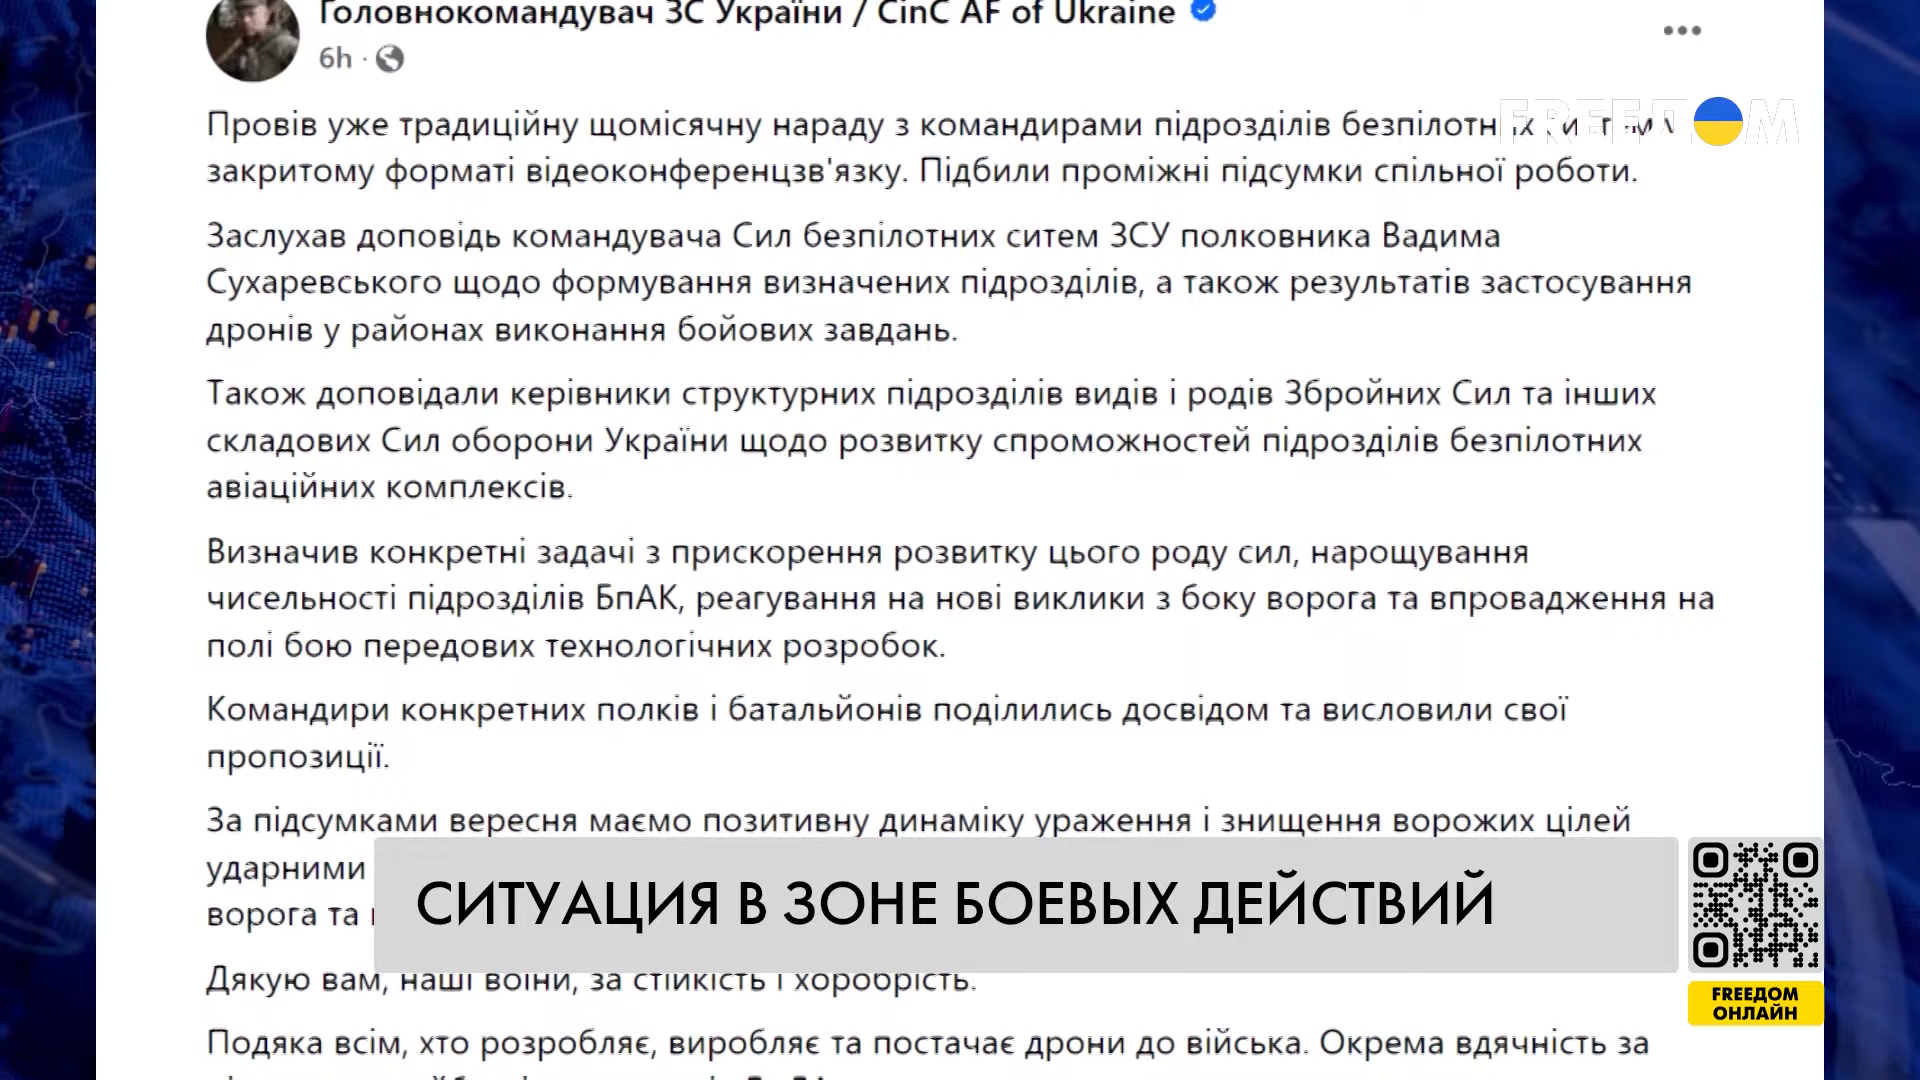 Головнокомандувач ЗС України / CinC AF of Ukraine
6h ·
FREEДОМ
Провів уже традиційну щомісячну нараду з командирами підрозділів безпілотних систем
закритому форматі відеоконференцзв'язку. Підбили проміжні підсумки спільної роботи.
Заслухав доповідь командувача Сил безпілотних ситем ЗСУ полковника Вадима
Сухаревського щодо формування визначених підрозділів, а також результатів застосування
дронів у районах виконання бойових завдань.
Також доповідали керівники структурних підрозділів видів і родів Збройних Сил та інших
складових Сил оборони України щодо розвитку спроможностей підрозділів безпілотних
авіаційних комплексів.
Визначив конкретні задачі з прискорення розвитку цього роду сил, нарощування
чисельності підрозділів БпАК, реагування на нові виклики з боку ворога та впровадження на
полі бою передових технологічних розробок.
Командири конкретних полків і батальйонів поділились досвідом та висловили свої
пропозиції.
За підсумками вересня маємо позитивну динаміку ураження і знищення ворожих цілей
ударними
ворога та
СИТУАЦИЯ В ЗОНЕ БОЕВЫХ ДЕЙСТВИЙ
Дякую вам, наші воїни, за стійкість і хоробрість.
FREEДОМ
ОНЛАЙН
Подяка всім, хто розробляє, виробляє та постачає дрони до війська. Окрема вдячність за